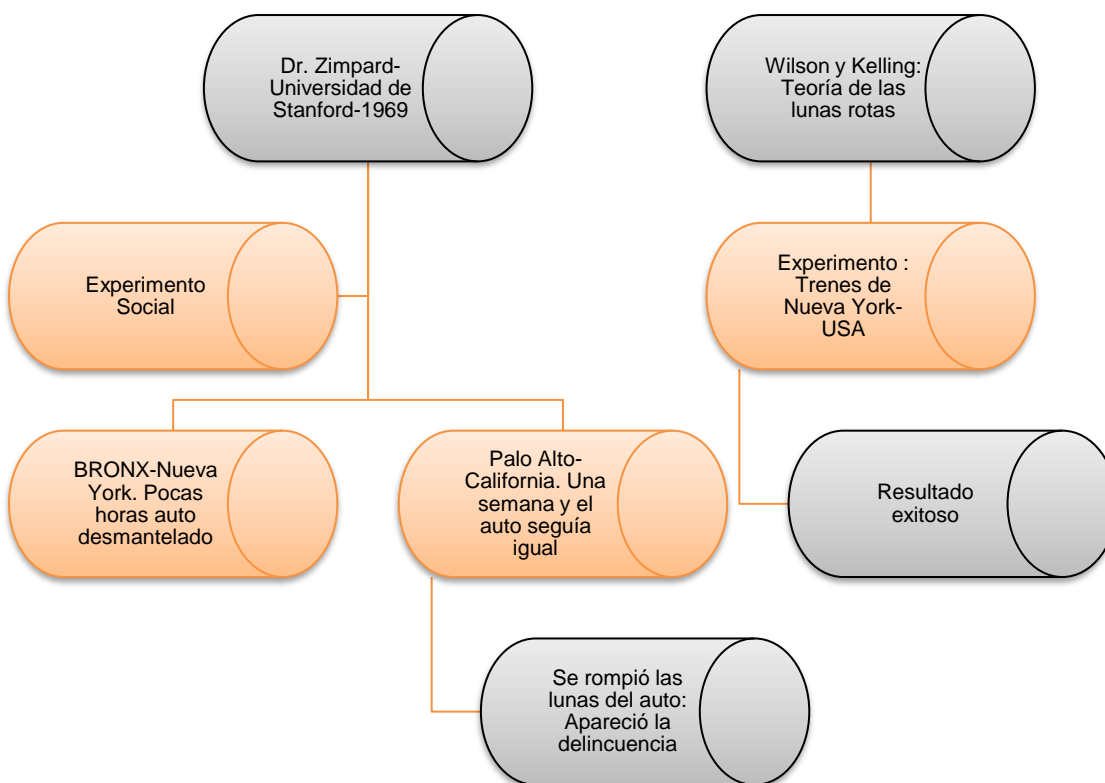 Dr. Zimpard-
Universidad de
Stanford-1969
Wilson y Kelling:
Teoría de las
lunas rotas
Experimento
Social
Experimento :
Trenes de
Nueva York-
USA
BRONX-Nueva
York. Pocas
horas auto
desmantelado
Palo Alto-
California. Una
semana y el
auto seguía
igual
Resultado
exitoso
Se rompió las
lunas del auto:
Apareció la
delincuencia